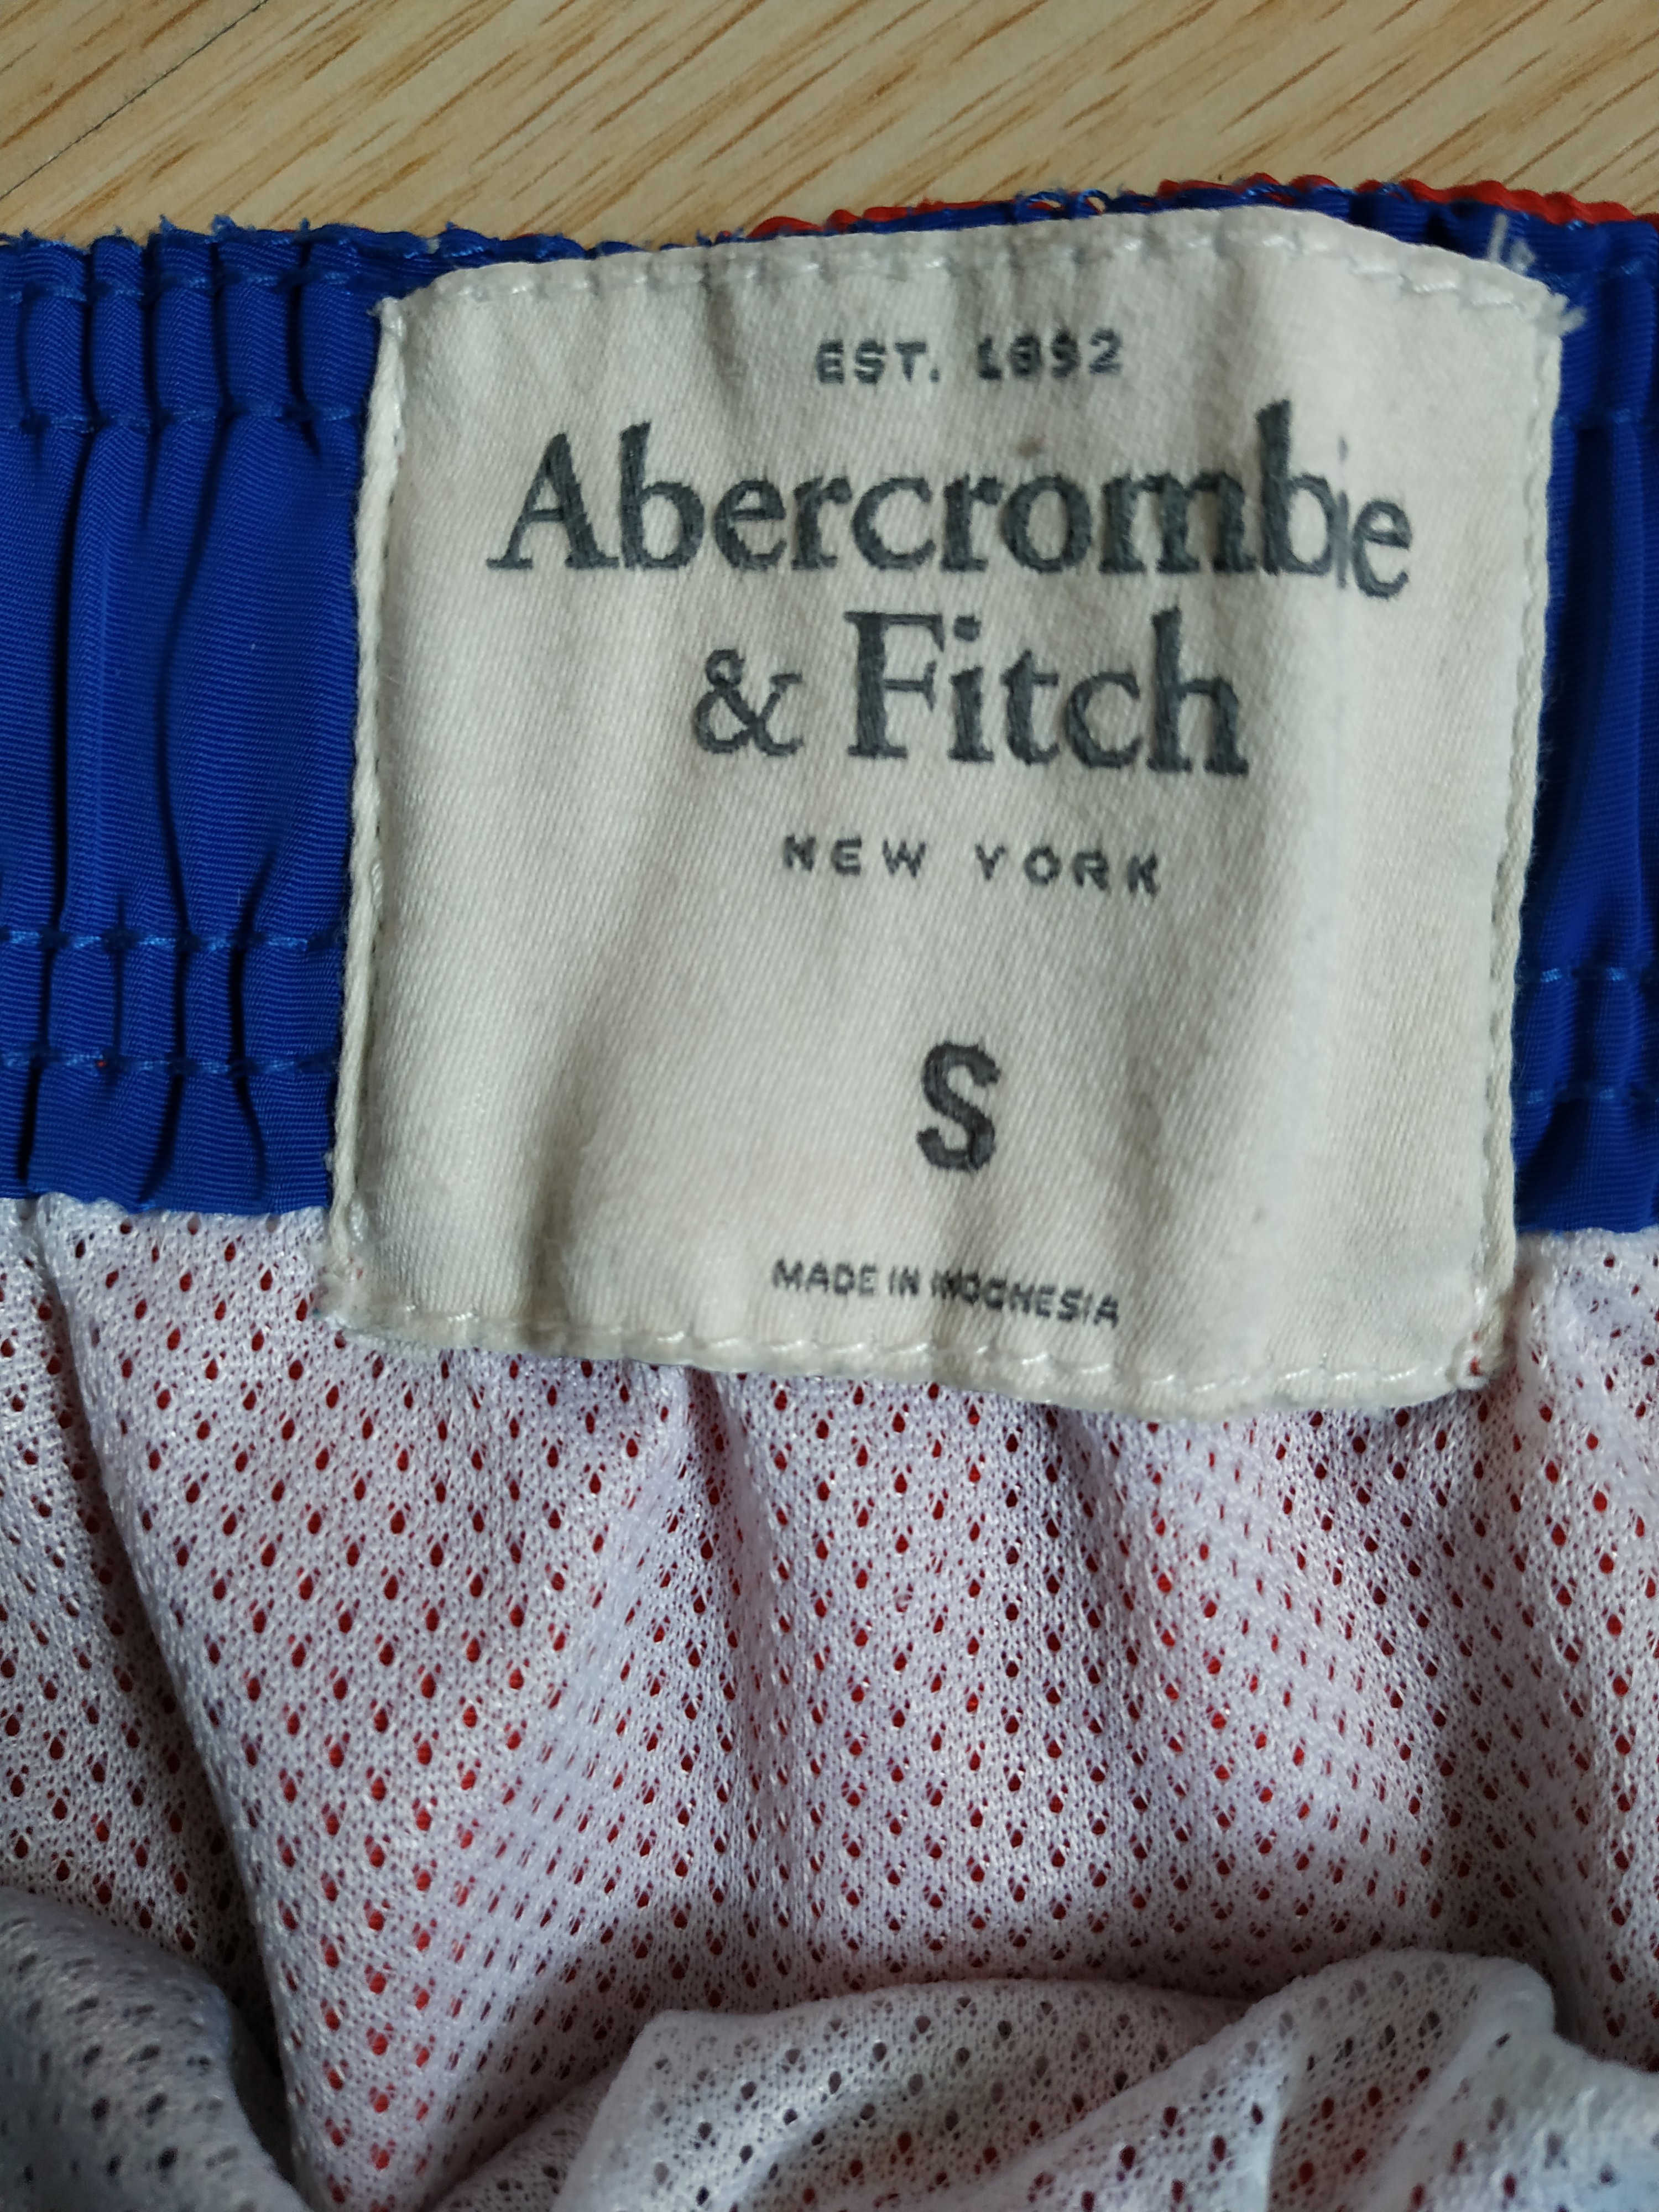 EST. 1892
Abercrombie
& Fitch
NEW YORK
S
MADE IN INDONESIA